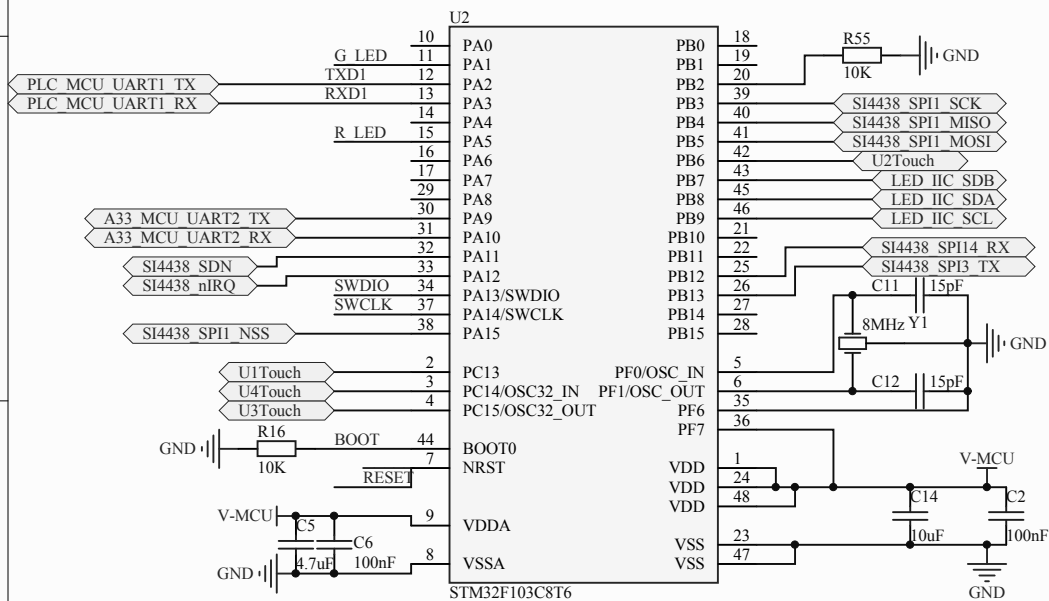 U2
10 PA0 PB0 18
G_LED 11 PA1 PB1 19
PLC_MCU_UART1_TX TXD1 12 PA2 PB2 20 R55 10K GND
PLC_MCU_UART1_RX RXD1 13 PA3 PB3 39 SI4438_SPI1_SCK
14 PA4 PB4 40 SI4438_SPI1_MISO
R_LED 15 PA5 PB5 41 SI4438_SPI1_MOSI
16 PA6 PB6 42 U2Touch
17 PA7 PB7 43 LED_IIC_SDB
29 PA8 PB8 45 LED_IIC_SDA
A33_MCU_UART2_TX 30 PA9 PB9 46 LED_IIC_SCL
A33_MCU_UART2_RX 31 PA10 PB10 21
SI4438_SDN 32 PA11 PB11 22
SI4438_nIRQ 33 PA12 PB12 25 SI4438_SPI14_RX
SWDIO 34 PA13/SWDIO PB13 26 SI4438_SPI3_TX
SWCLK 37 PA14/SWCLK PB14 27 C11 15pF
SI4438_SPI1_NSS 38 PA15 PB15 28 8MHz Y1 GND
U1Touch 2 PC13 PF0/OSC_IN 5
U4Touch 3 PC14/OSC32_IN PF1/OSC_OUT 6 C12 15pF
U3Touch 4 PC15/OSC32_OUT PF6 35
PF7 36
GND R16 10K BOOT 44 BOOT0
RESET 7 NRST VDD 1 V-MCU
VDD 24
V-MCU 9 VDDA VDD 48 C14 10uF C2 100nF
C5 4.7uF C6 100nF
VSS 23
GND 8 VSSA VSS 47 GND
STM32F103C8T6